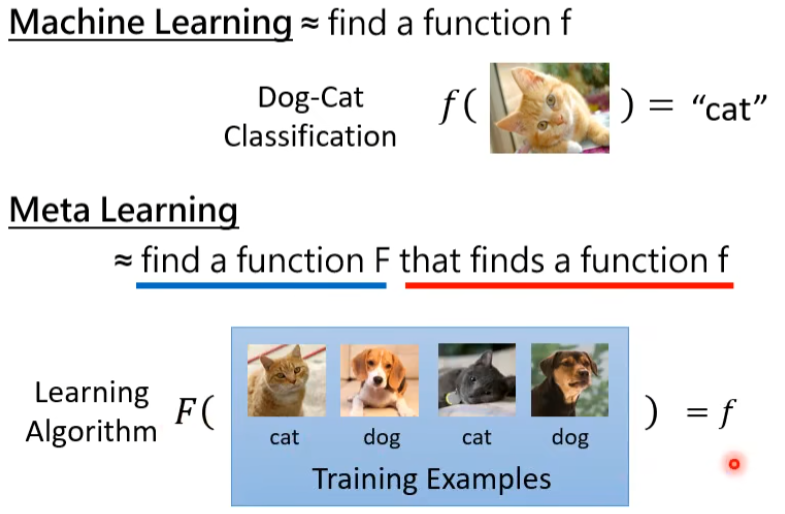 Machine Learning ≈ find a function f
Dog-Cat
Classification
f( ) = “cat”
Meta Learning
≈ find a function F that finds a function f
Learning
Algorithm
F( ) = f
cat dog cat dog
Training Examples